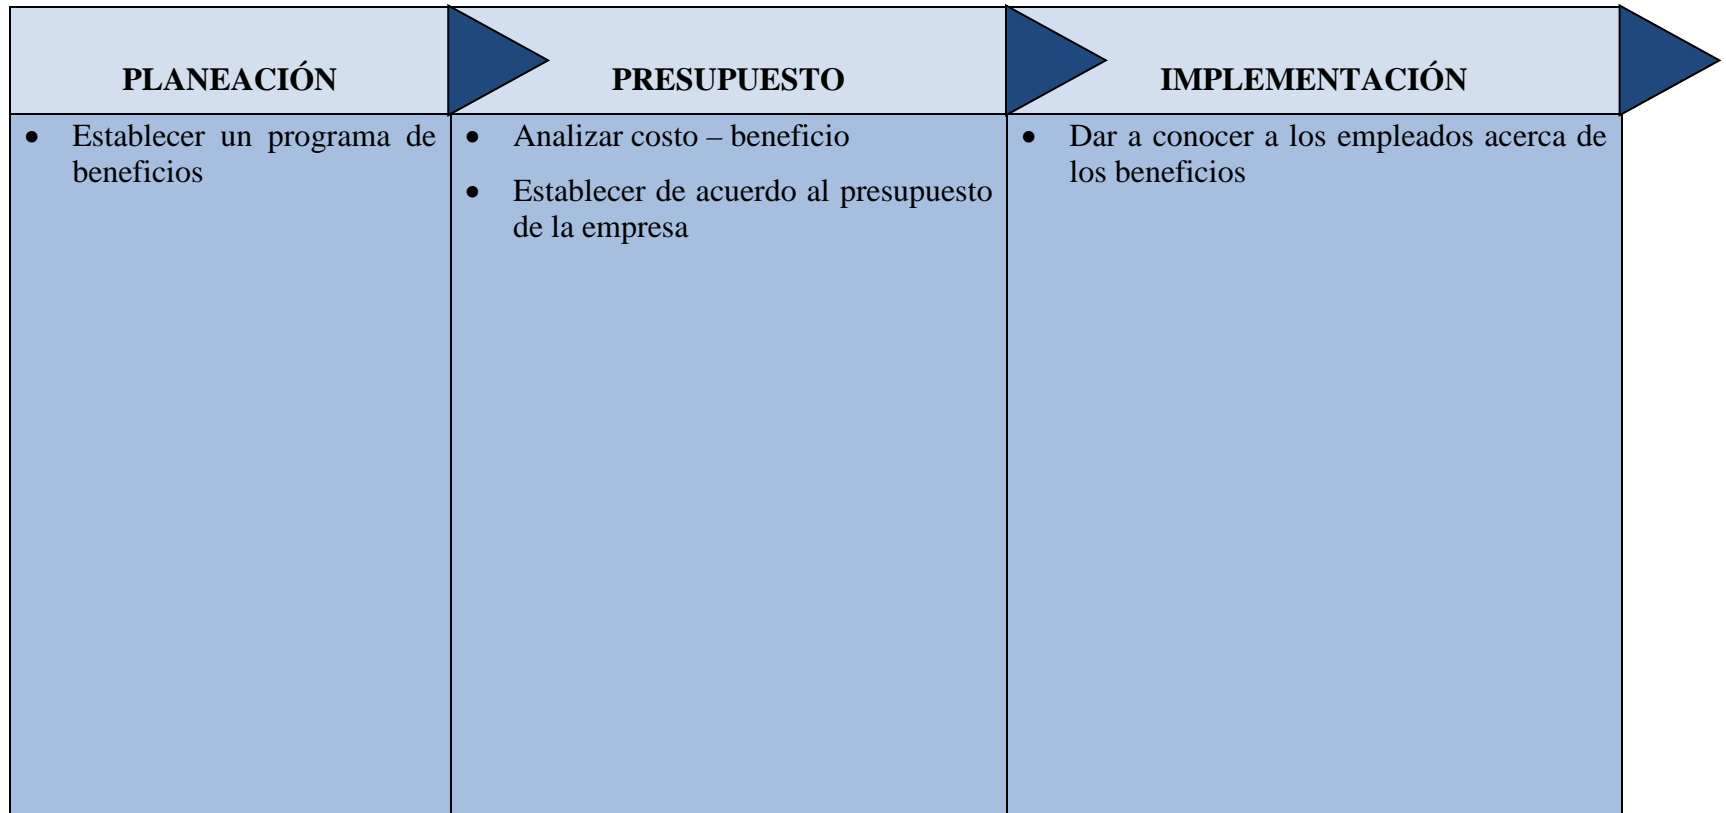 PLANEACIÓN
PRESUPUESTO
IMPLEMENTACIÓN
• Establecer un programa de
beneficios
• Analizar costo – beneficio
• Establecer de acuerdo al presupuesto
de la empresa
• Dar a conocer a los empleados acerca de
los beneficios